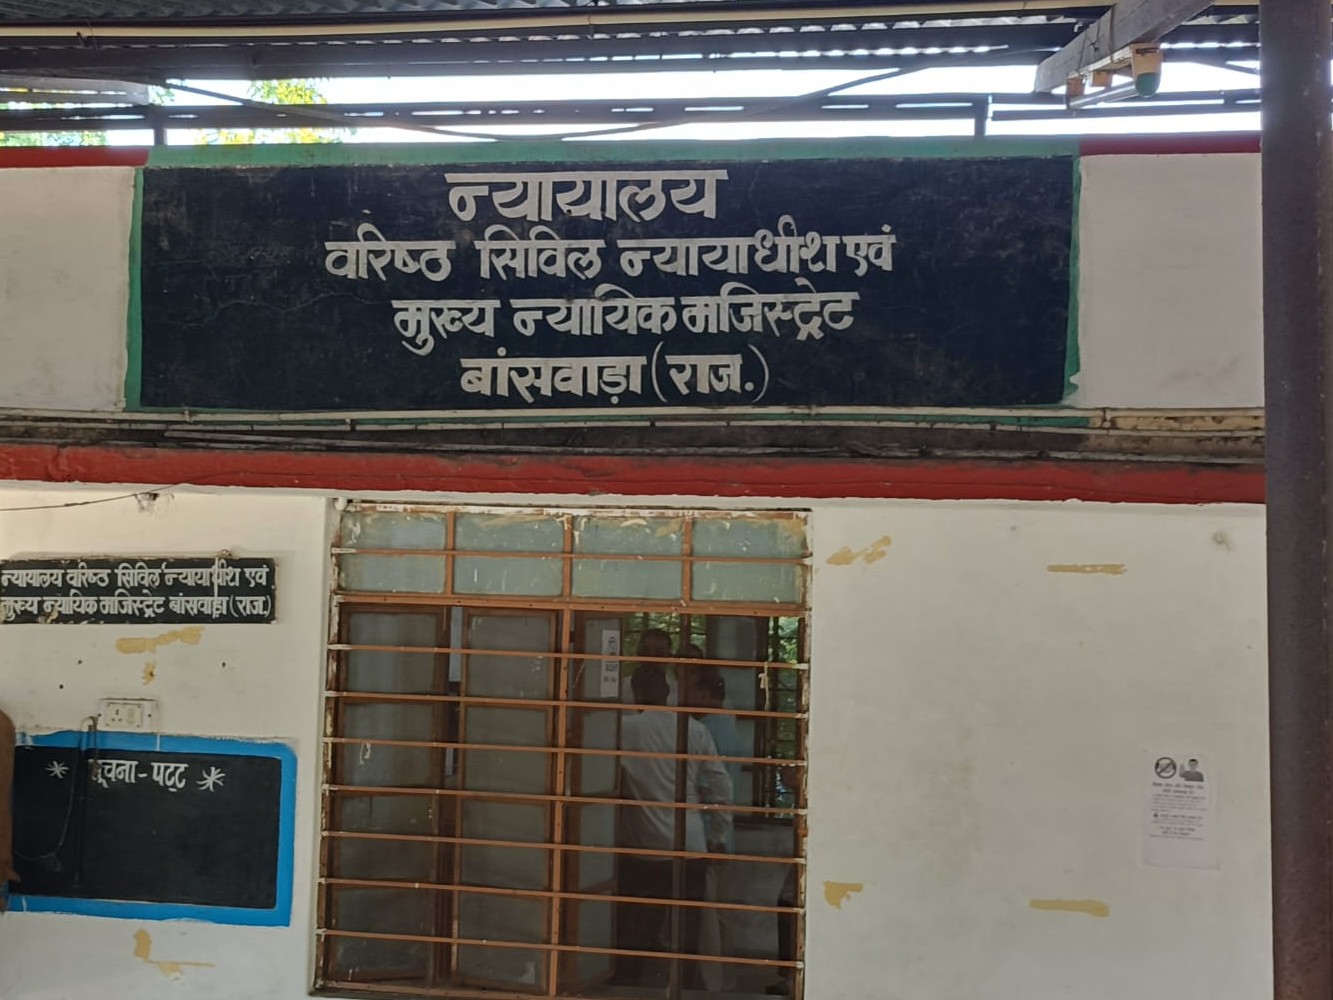 न्यायालय
वरिष्ठ सिविल न्यायाधीश एवं
मुख्य न्यायिक मजिस्ट्रेट
बांसवाड़ा (राज.)
न्यायालय वरिष्ठ सिविल न्यायाधीश एवं
मुख्य न्यायिक मजिस्ट्रेट बांसवाड़ा (राज.)
* सूचना-पट्ट *